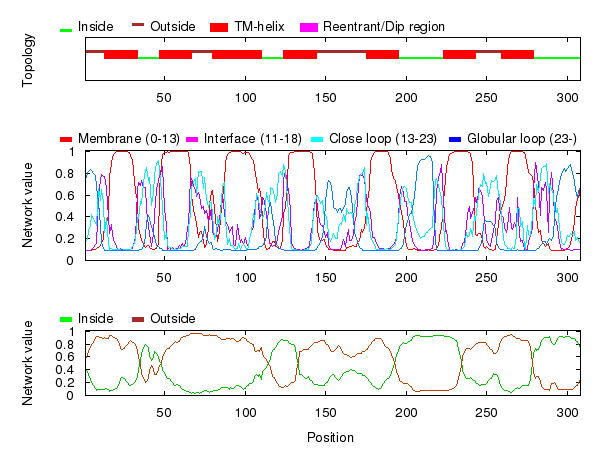 Inside Outside TM-helix Reentrant/Dip region
Topology
50 100 150 200 250 300
Membrane (0-13) Interface (11-18) Close loop (13-23) Globular loop (23-)
1
0.8
0.6
0.4
0.2
0
Network value
50 100 150 200 250 300
Inside Outside
1
0.8
0.6
0.4
0.2
0
Network value
50 100 150 200 250 300
Position